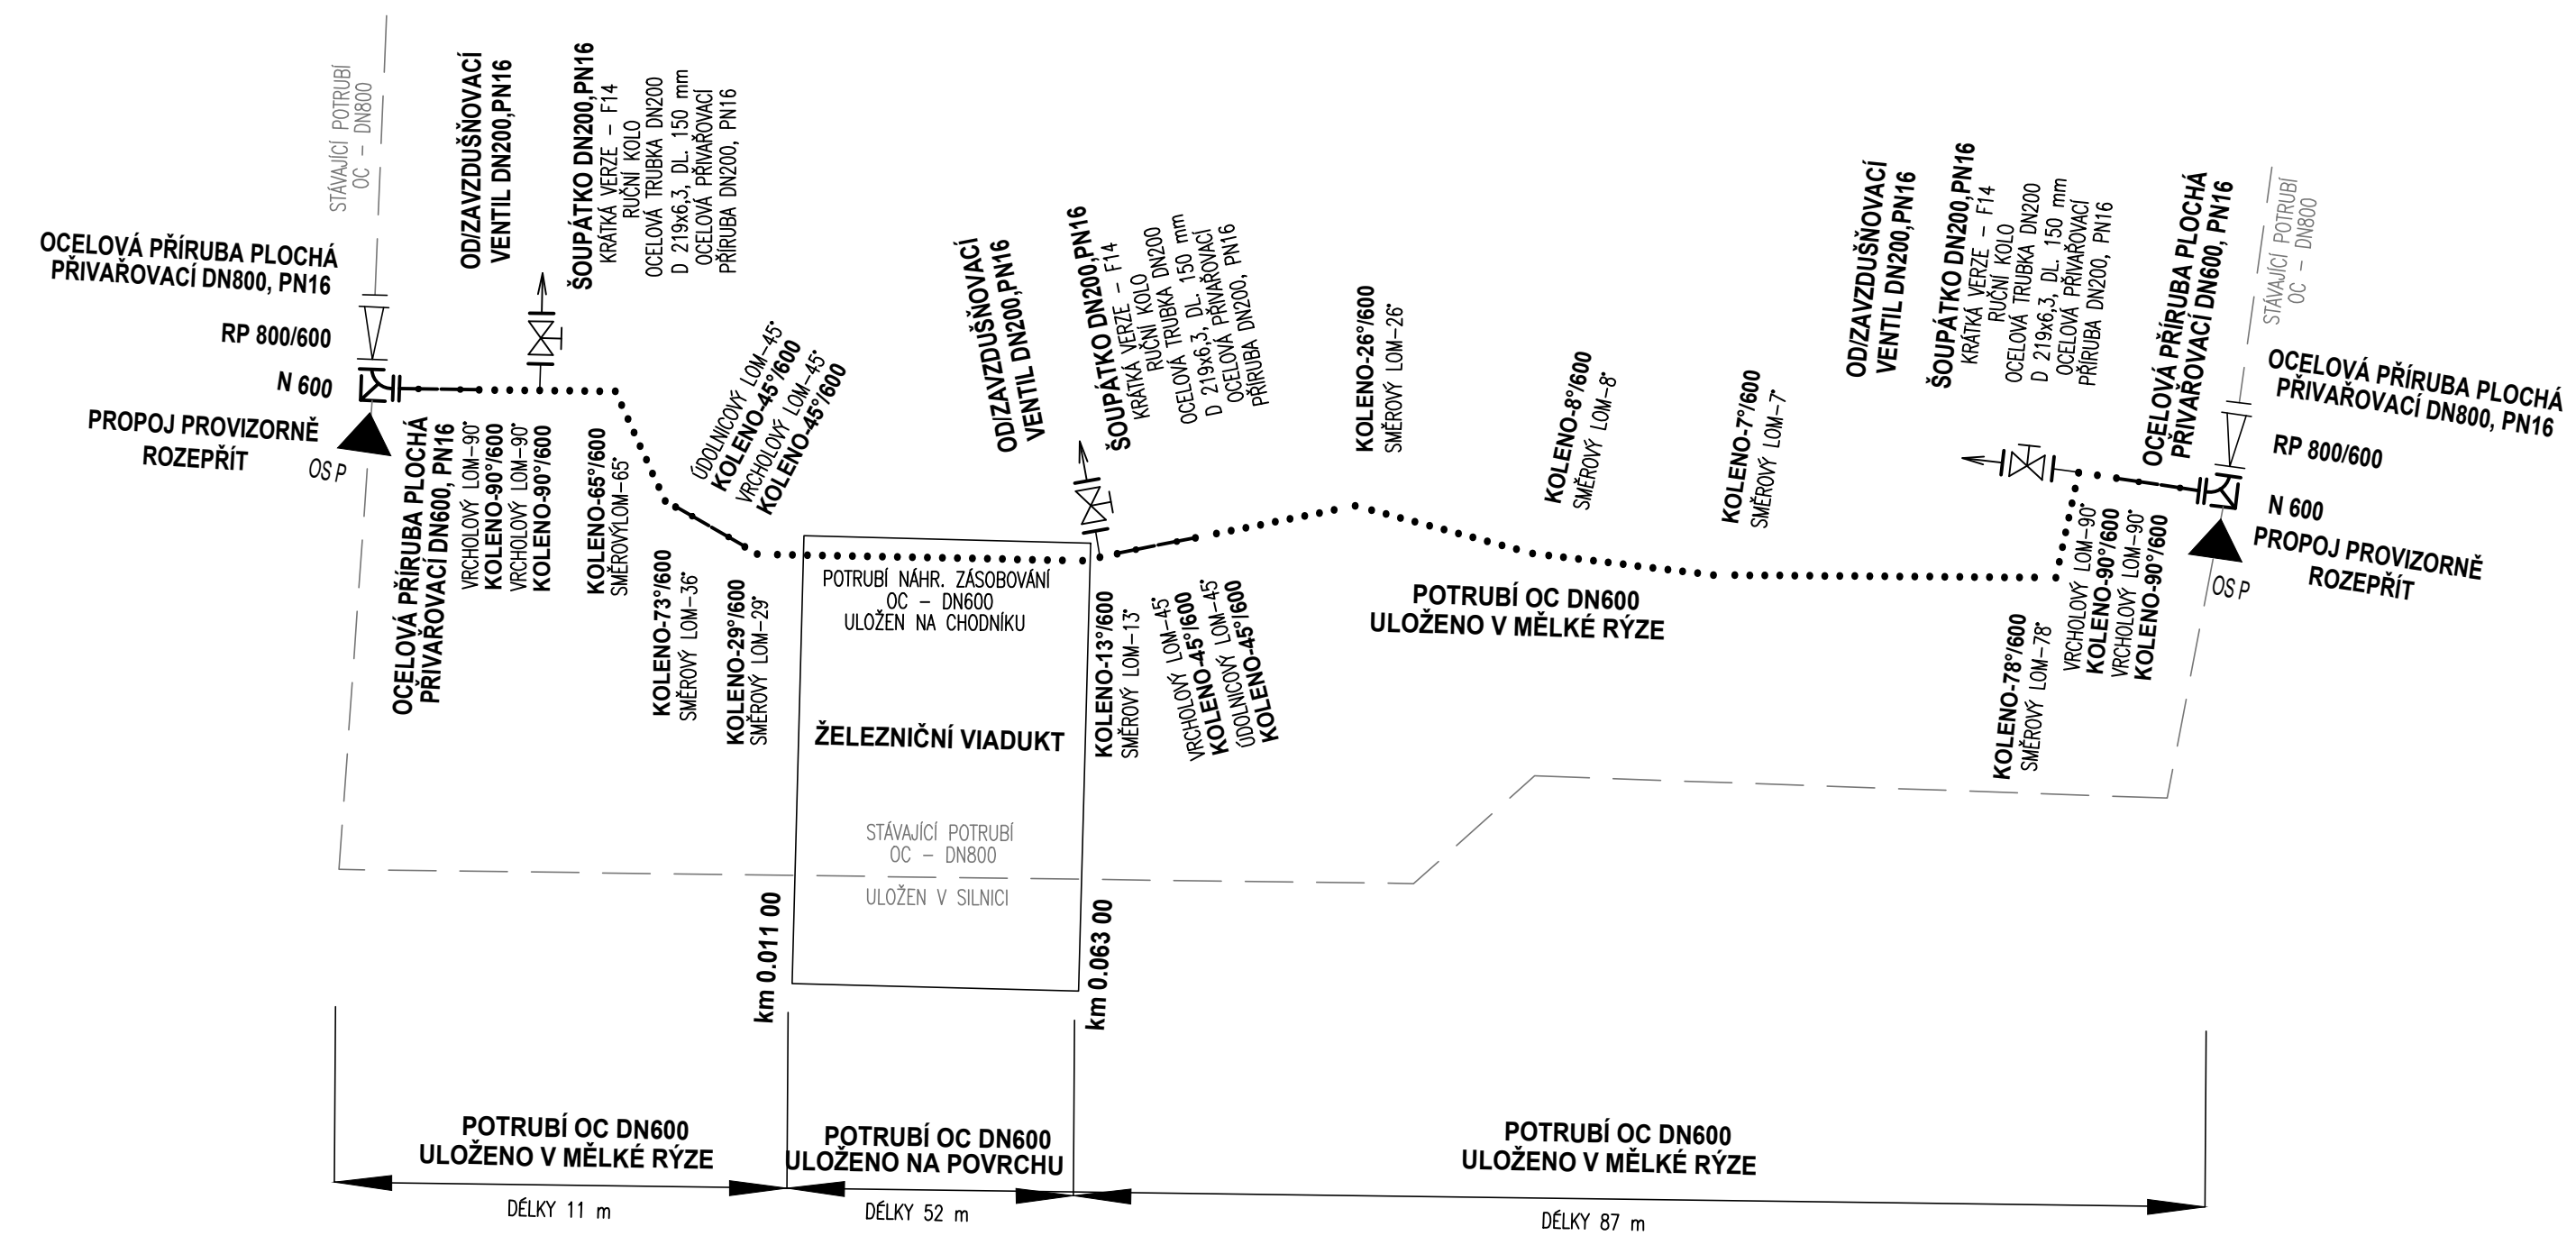 STÁVAJÍCÍ POTRUBÍ
OC – DN800
OCELOVÁ PŘÍRUBA PLOCHÁ
PŘIVAŘOVACÍ DN800, PN16
RP 800/600
N 600
PROPOJ PROVIZORNĚ
ROZEPŘÍT
OS P
OD/ZAVZDUŠŇOVACÍ
VENTIL DN200,PN16
ŠOUPÁTKO DN200,PN16
KRÁTKÁ VERZE – F14
RUČNÍ KOLO
OCELOVÁ TRUBKA DN200
D 219x6,3, DL. 150 mm
OCELOVÁ PŘIVAŘOVACÍ
PŘÍRUBA DN200, PN16
OCELOVÁ PŘÍRUBA PLOCHÁ
PŘIVAŘOVACÍ DN600, PN16
VRCHOLOVÝ LOM–90°
KOLENO-90°/600
VRCHOLOVÝ LOM–90°
KOLENO-90°/600
KOLENO-65°/600
SMĚROVÝLOM–65°
ÚDOLNICOVÝ LOM–45°
KOLENO-45°/600
VRCHOLOVÝ LOM–45°
KOLENO-45°/600
KOLENO-73°/600
SMĚROVÝ LOM–36°
KOLENO-29°/600
SMĚROVÝ LOM–29°
POTRUBÍ NÁHR. ZÁSOBOVÁNÍ
OC – DN600
ULOŽEN NA CHODNÍKU
ŽELEZNIČNÍ VIADUKT
STÁVAJÍCÍ POTRUBÍ
OC – DN800
ULOŽEN V SILNICI
km 0.011 00
km 0.063 00
OD/ZAVZDUŠŇOVACÍ
VENTIL DN200,PN16
ŠOUPÁTKO DN200,PN16
KRÁTKÁ VERZE – F14
RUČNÍ KOLO
OCELOVÁ TRUBKA DN200
D 219x6,3, DL. 150 mm
OCELOVÁ PŘIVAŘOVACÍ
PŘÍRUBA DN200, PN16
KOLENO-13°/600
SMĚROVÝ LOM–13°
VRCHOLOVÝ LOM–45°
KOLENO-45°/600
ÚDOLNICOVÝ LOM–45°
KOLENO-45°/600
KOLENO-26°/600
SMĚROVÝ LOM–26°
KOLENO-8°/600
SMĚROVÝ LOM–8°
KOLENO-7°/600
SMĚROVÝ LOM–7°
POTRUBÍ OC DN600
ULOŽENO V MĚLKÉ RÝZE
OD/ZAVZDUŠŇOVACÍ
VENTIL DN200,PN16
ŠOUPÁTKO DN200,PN16
KRÁTKÁ VERZE – F14
RUČNÍ KOLO
OCELOVÁ TRUBKA DN200
D 219x6,3, DL. 150 mm
OCELOVÁ PŘIVAŘOVACÍ
PŘÍRUBA DN200, PN16
OCELOVÁ PŘÍRUBA PLOCHÁ
PŘIVAŘOVACÍ DN600, PN16
STÁVAJÍCÍ POTRUBÍ
OC – DN800
OCELOVÁ PŘÍRUBA PLOCHÁ
PŘIVAŘOVACÍ DN800, PN16
RP 800/600
N 600
PROPOJ PROVIZORNĚ
ROZEPŘÍT
OS P
KOLENO-78°/600
SMĚROVÝ LOM–78°
VRCHOLOVÝ LOM–90°
KOLENO-90°/600
VRCHOLOVÝ LOM–90°
KOLENO-90°/600
POTRUBÍ OC DN600
ULOŽENO V MĚLKÉ RÝZE
DÉLKY 11 m
POTRUBÍ OC DN600
ULOŽENO NA POVRCHU
DÉLKY 52 m
POTRUBÍ OC DN600
ULOŽENO V MĚLKÉ RÝZE
DÉLKY 87 m